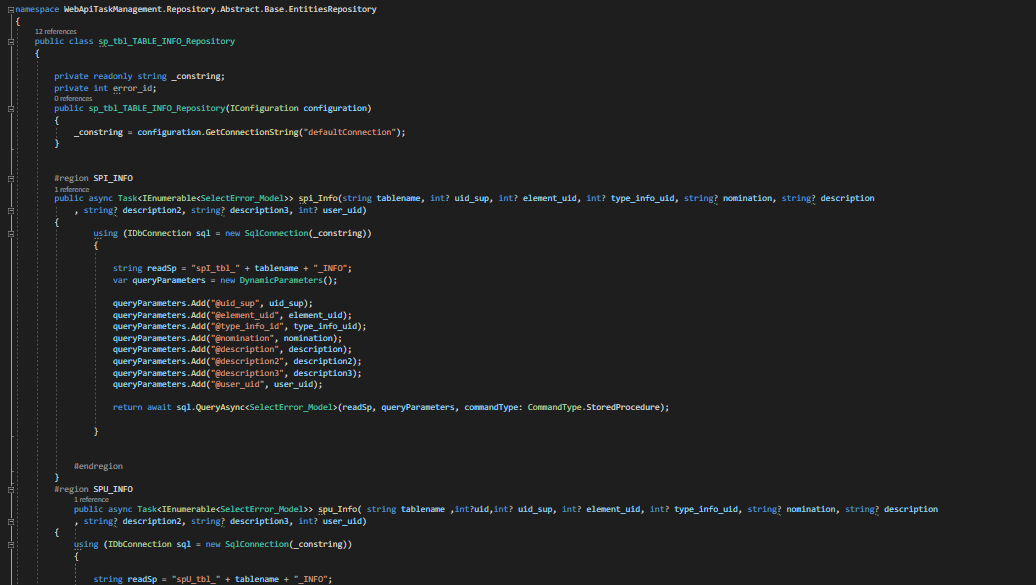 namespace WebApiTaskManagement.Repository.Abstract.Base.EntitiesRepository
{
12 references
public class sp_tbl_TABLE_INFO_Repository
{
private readonly string _constring;
private int error_id;
0 references
public sp_tbl_TABLE_INFO_Repository(IConfiguration configuration)
{
_constring = configuration.GetConnectionString("defaultConnection");
}
#region SPI_INFO
1 reference
public async Task<IEnumerable<SelectError_Model>> spi_Info(string tablename, int? uid_sup, int? element_uid, int? type_info_uid, string? nomination, string? description
, string? description2, string? description3, int? user_uid)
{
using (IDbConnection sql = new SqlConnection(_constring))
{
string readSp = "spI_tbl_" + tablename + "_INFO";
var queryParameters = new DynamicParameters();
queryParameters.Add("@uid_sup", uid_sup);
queryParameters.Add("@element_uid", element_uid);
queryParameters.Add("@type_info_id", type_info_uid);
queryParameters.Add("@nomination", nomination);
queryParameters.Add("@description", description);
queryParameters.Add("@description2", description2);
queryParameters.Add("@description3", description3);
queryParameters.Add("@user_uid", user_uid);
return await sql.QueryAsync<SelectError_Model>(readSp, queryParameters, commandType: CommandType.StoredProcedure);
}
#endregion
}
#region SPU_INFO
1 reference
public async Task<IEnumerable<SelectError_Model>> spu_Info( string tablename ,int?uid,int? uid_sup, int? element_uid, int? type_info_uid, string? nomination, string? description
, string? description2, string? description3, int? user_uid)
{
using (IDbConnection sql = new SqlConnection(_constring))
{
string readSp = "spU_tbl_" + tablename + "_INFO";